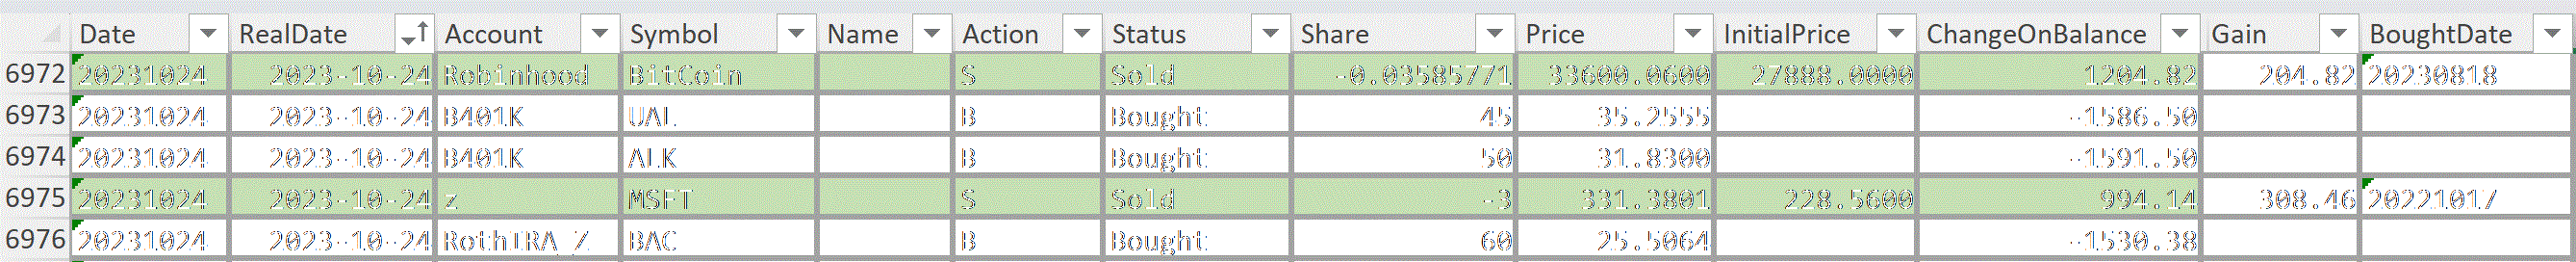 Date RealDate Account Symbol Name Action Status Share Price InitialPrice ChangeOnBalance Gain BoughtDate
6972 20231024 2023-10-24 Robinhood BitCoin S Sold -0.03585771 33600.0600 27888.0000 1204.82 204.82 20230818
6973 20231024 2023-10-24 B401K UAL B Bought 45 35.2555 -1586.50
6974 20231024 2023-10-24 B401K ALK B Bought 50 31.8300 -1591.50
6975 20231024 2023-10-24 z MSFT S Sold -3 331.3801 228.5600 994.14 308.46 20221017
6976 20231024 2023-10-24 RothIRA_Z BAC B Bought 60 25.5064 -1530.38